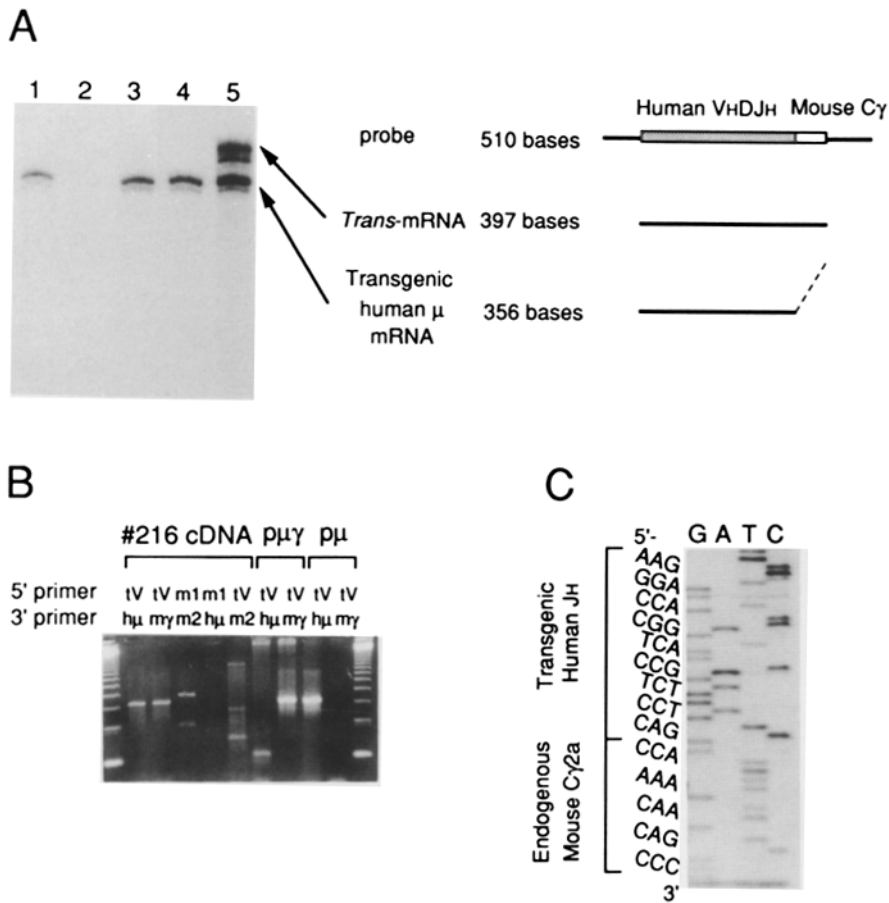 A
1 2 3 4 5
Human VHDJH Mouse Cγ
probe 510 bases
Trans-mRNA 397 bases
Transgenic
human μ 356 bases
mRNA
B
#216 cDNA pμγ pμ
5' primer tV tV m1 m1 tV tV tV tV tV
3' primer hμ mγ m2 hμ m2 hμ mγ hμ mγ
C
5'- G A T C
Transgenic
Human JH
AAG
GGA
CCA
CGG
TCA
CCG
TCT
CCT
CAG
Endogenous
Mouse Cγ2a
CCA
AAA
CAA
CAG
CCC
3'